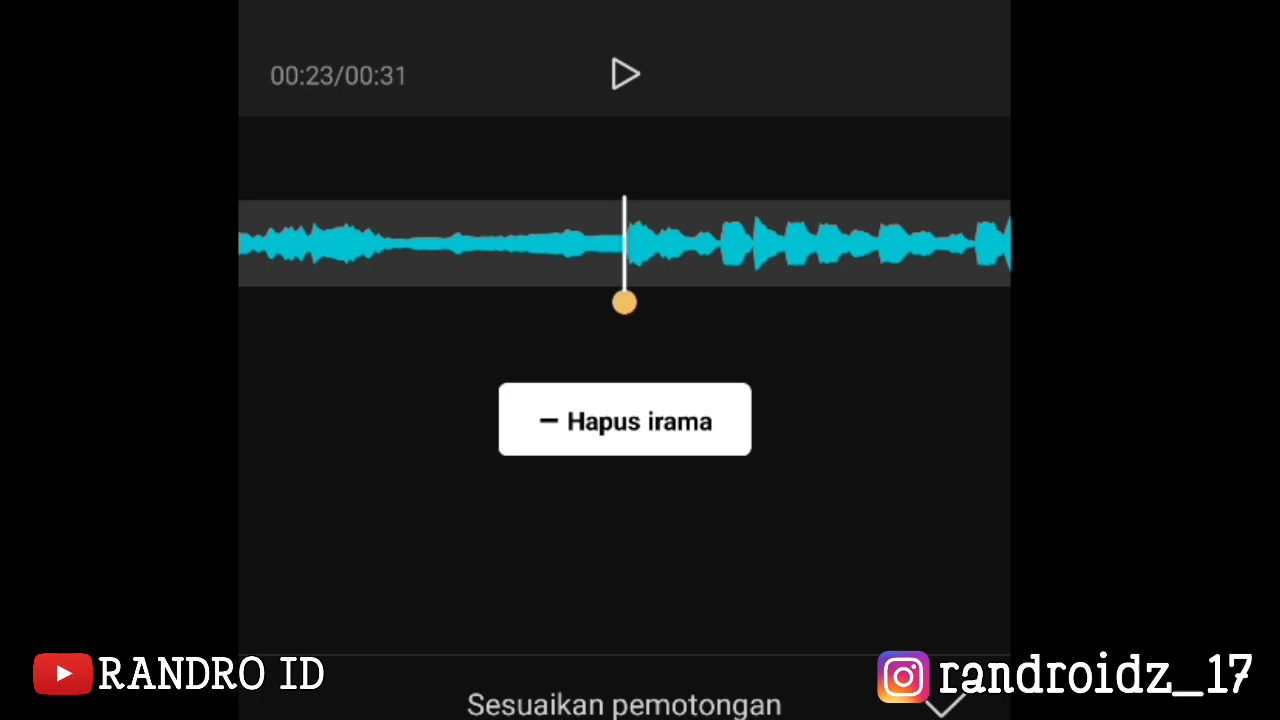 00:23/00:31
— Hapus irama
RANDRO ID
randroidz_17
Sesuaikan pemotongan